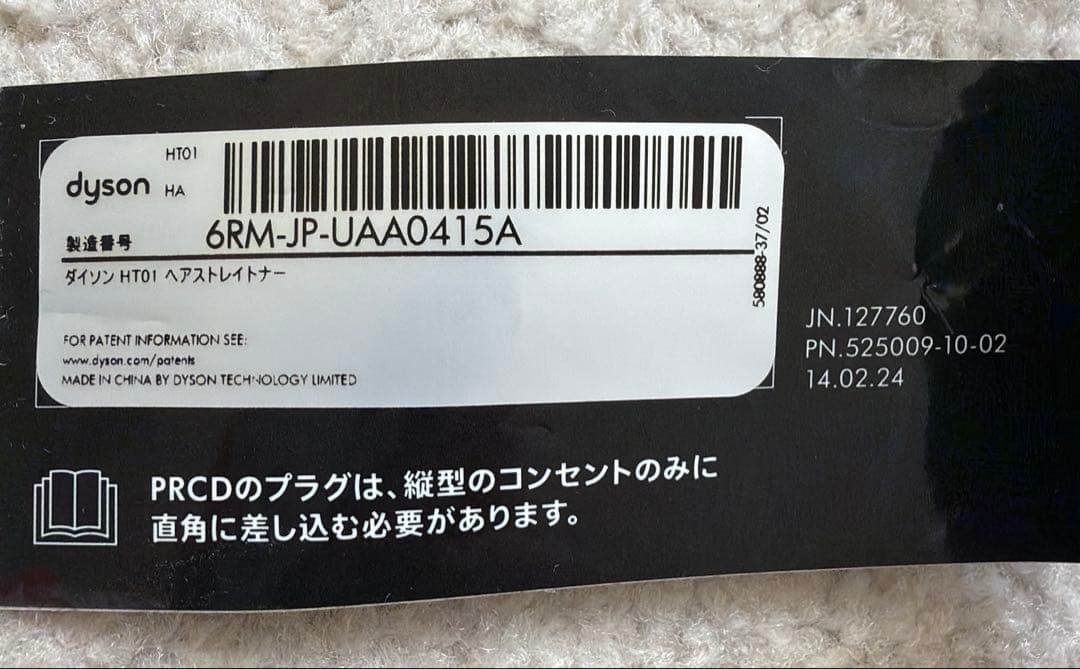 HT01
dyson HA
6RM-JP-UAA0415A
製造番号
ダイソン HT01 ヘアストレイトナー
580888-37/02
FOR PATENT INFORMATION SEE:
www.dyson.com/patents
MADE IN CHINA BY DYSON TECHNOLOGY LIMITED
JN.127760
PN.525009-10-02
14.02.24
PRCDのプラグは、縦型のコンセントのみに
直角に差し込む必要があります。